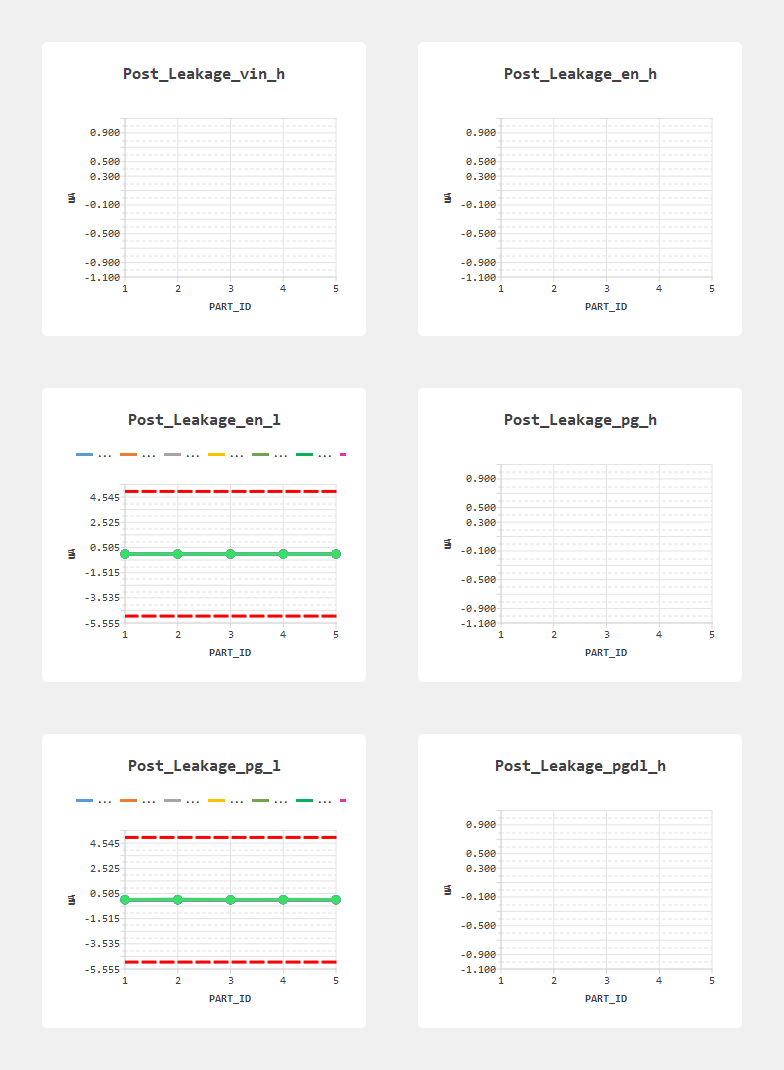 Post_Leakage_vin_h
0.900
0.500
0.300
-0.100
-0.500
-0.900
-1.100
1 2 3 4 5
PART_ID
Post_Leakage_en_h
0.900
0.500
0.300
-0.100
-0.500
-0.900
-1.100
1 2 3 4 5
PART_ID
Post_Leakage_en_l
... ... ... ... ... ...
4.545
2.525
0.505
-1.515
-3.535
-5.555
1 2 3 4 5
PART_ID
Post_Leakage_pg_h
0.900
0.500
0.300
-0.100
-0.500
-0.900
-1.100
1 2 3 4 5
PART_ID
Post_Leakage_pg_l
... ... ... ... ... ...
4.545
2.525
0.505
-1.515
-3.535
-5.555
1 2 3 4 5
PART_ID
Post_Leakage_pgdl_h
0.900
0.500
0.300
-0.100
-0.500
-0.900
-1.100
1 2 3 4 5
PART_ID